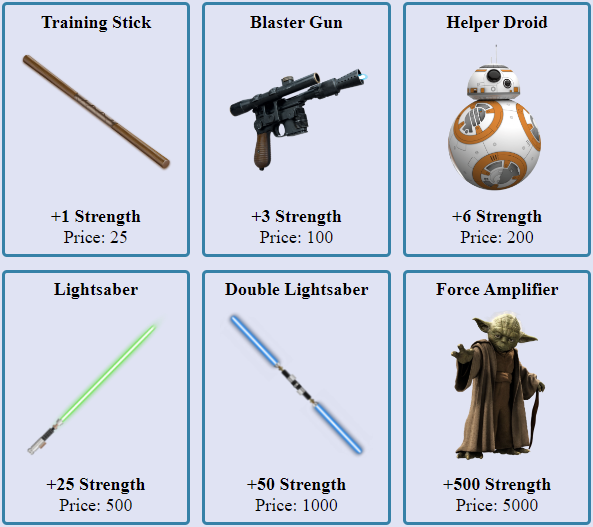 Training Stick
+1 Strength
Price: 25
Blaster Gun
+3 Strength
Price: 100
Helper Droid
+6 Strength
Price: 200
Lightsaber
+25 Strength
Price: 500
Double Lightsaber
+50 Strength
Price: 1000
Force Amplifier
+500 Strength
Price: 5000